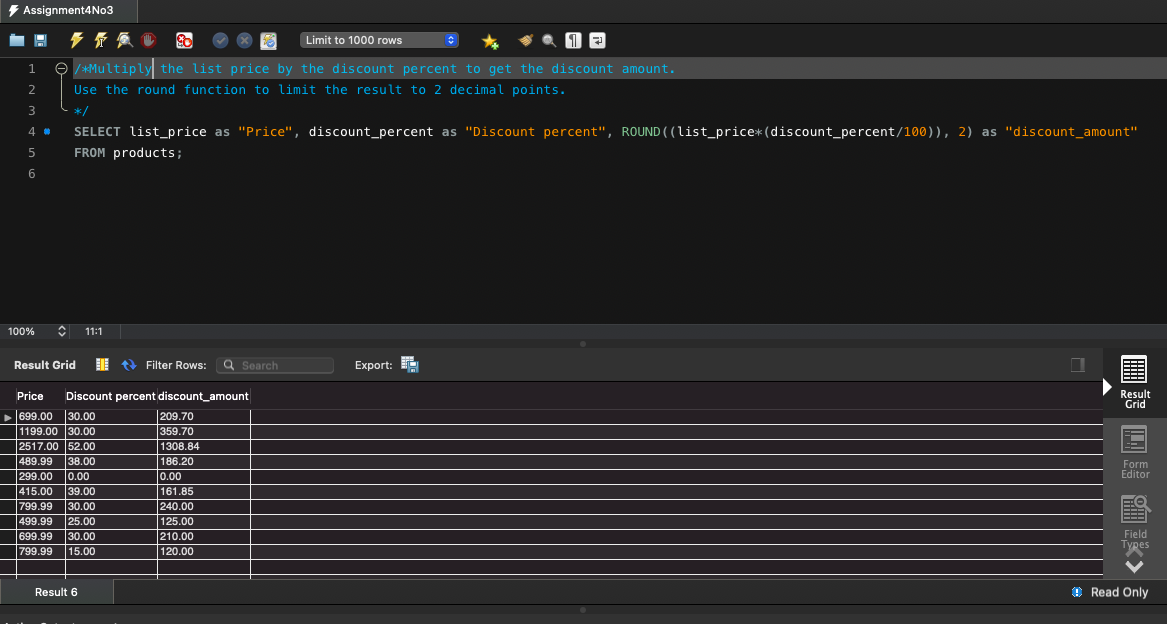 Assignment4No3
Limit to 1000 rows
1 /*Multiply the list price by the discount percent to get the discount amount.
2 Use the round function to limit the result to 2 decimal points.
3 */
4 SELECT list_price as "Price", discount_percent as "Discount percent", ROUND((list_price*(discount_percent/100)), 2) as "discount_amount"
5 FROM products;
6
100% 11:1
Result Grid Filter Rows: Search Export:
Price Discount percent discount_amount
699.00 30.00 209.70
1199.00 30.00 359.70
2517.00 52.00 1308.84
489.99 38.00 186.20
299.00 0.00 0.00
415.00 39.00 161.85
799.99 30.00 240.00
499.99 25.00 125.00
699.99 30.00 210.00
799.99 15.00 120.00
Result
Grid
Form
Editor
Field
Types
Result 6 Read Only